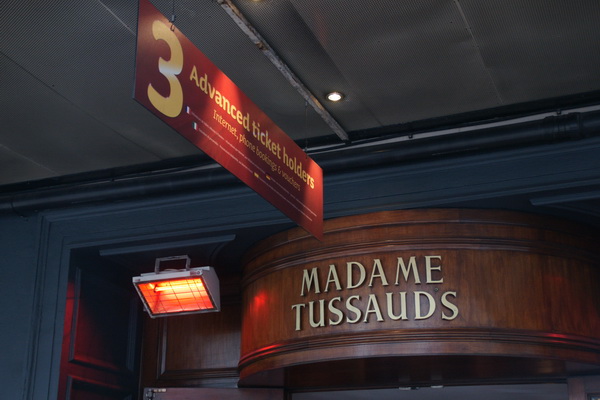 3
Advanced ticket holders
Internet, phone bookings & vouchers
MADAME
TUSSAUDS